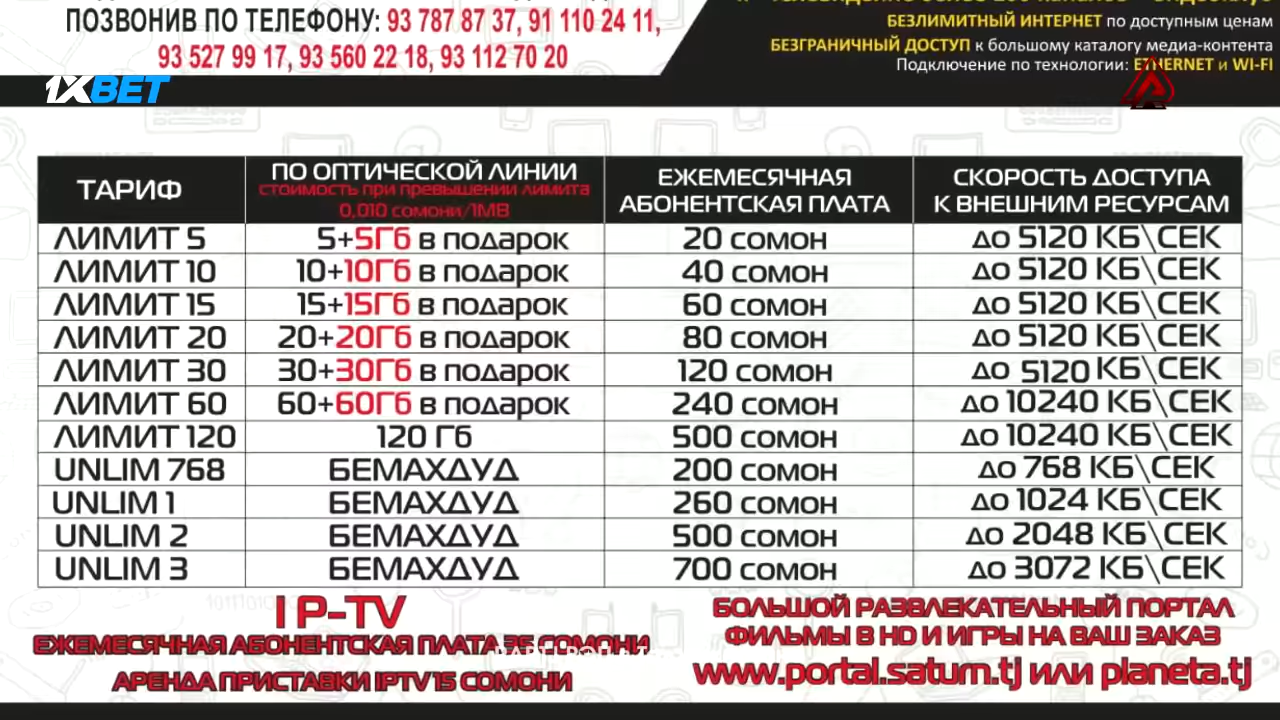 ПОЗВОНИВ ПО ТЕЛЕФОНУ: 93 787 87 37, 91 110 24 11,
93 527 99 17, 93 560 22 18, 93 112 70 20
БЕЗЛИМИТНЫЙ ИНТЕРНЕТ по доступным ценам
БЕЗГРАНИЧНЫЙ ДОСТУП к большому каталогу медиа-контента
Подключение по технологии: ETHERNET и WI-FI
1XBET
ТАРИФ
ПО ОПТИЧЕСКОЙ ЛИНИИ
стоимость при превышении лимита
0,010 сомони/1МВ
ЕЖЕМЕСЯЧНАЯ
АБОНЕНТСКАЯ ПЛАТА
СКОРОСТЬ ДОСТУПА
К ВНЕШНИМ РЕСУРСАМ
ЛИМИТ 5 5+5Гб в подарок 20 сомон до 5120 КБ\СЕК
ЛИМИТ 10 10+10Гб в подарок 40 сомон до 5120 КБ\СЕК
ЛИМИТ 15 15+15Гб в подарок 60 сомон до 5120 КБ\СЕК
ЛИМИТ 20 20+20Гб в подарок 80 сомон до 5120 КБ\СЕК
ЛИМИТ 30 30+30Гб в подарок 120 сомон до 5120 КБ\СЕК
ЛИМИТ 60 60+60Гб в подарок 240 сомон до 10240 КБ\СЕК
ЛИМИТ 120 120 Гб 500 сомон до 10240 КБ\СЕК
UNLIM 768 БЕМАХДУД 200 сомон до 768 КБ\СЕК
UNLIM 1 БЕМАХДУД 260 сомон до 1024 КБ\СЕК
UNLIM 2 БЕМАХДУД 500 сомон до 2048 КБ\СЕК
UNLIM 3 БЕМАХДУД 700 сомон до 3072 КБ\СЕК
IP-TV
ЕЖЕМЕСЯЧНАЯ АБОНЕНТСКАЯ ПЛАТА 35 СОМОНИ
АРЕНДА ПРИСТАВКИ IPTV 15 СОМОНИ
БОЛЬШОЙ РАЗВЛЕКАТЕЛЬНЫЙ ПОРТАЛ
ФИЛЬМЫ В HD И ИГРЫ НА ВАШ ЗАКАЗ
www.portal.saturn.tj или planeta.tj